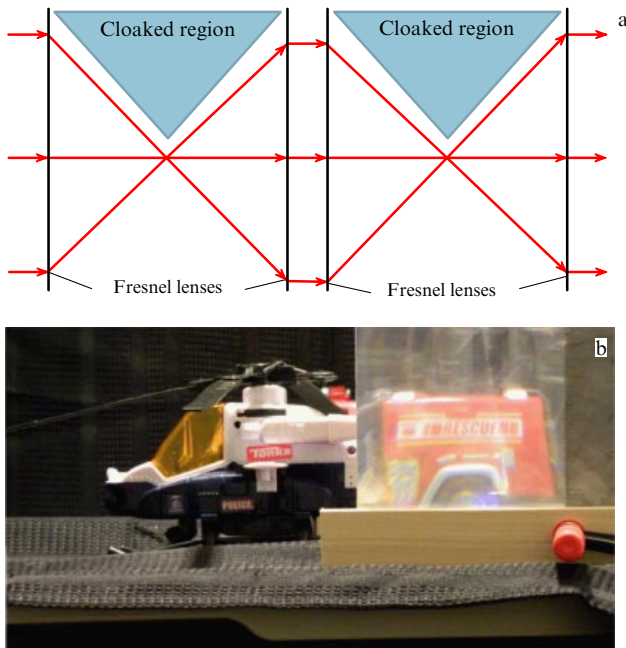 a
Cloaked region
Cloaked region
Fresnel lenses
Fresnel lenses
b
Tonka
POLICE
RESCUE